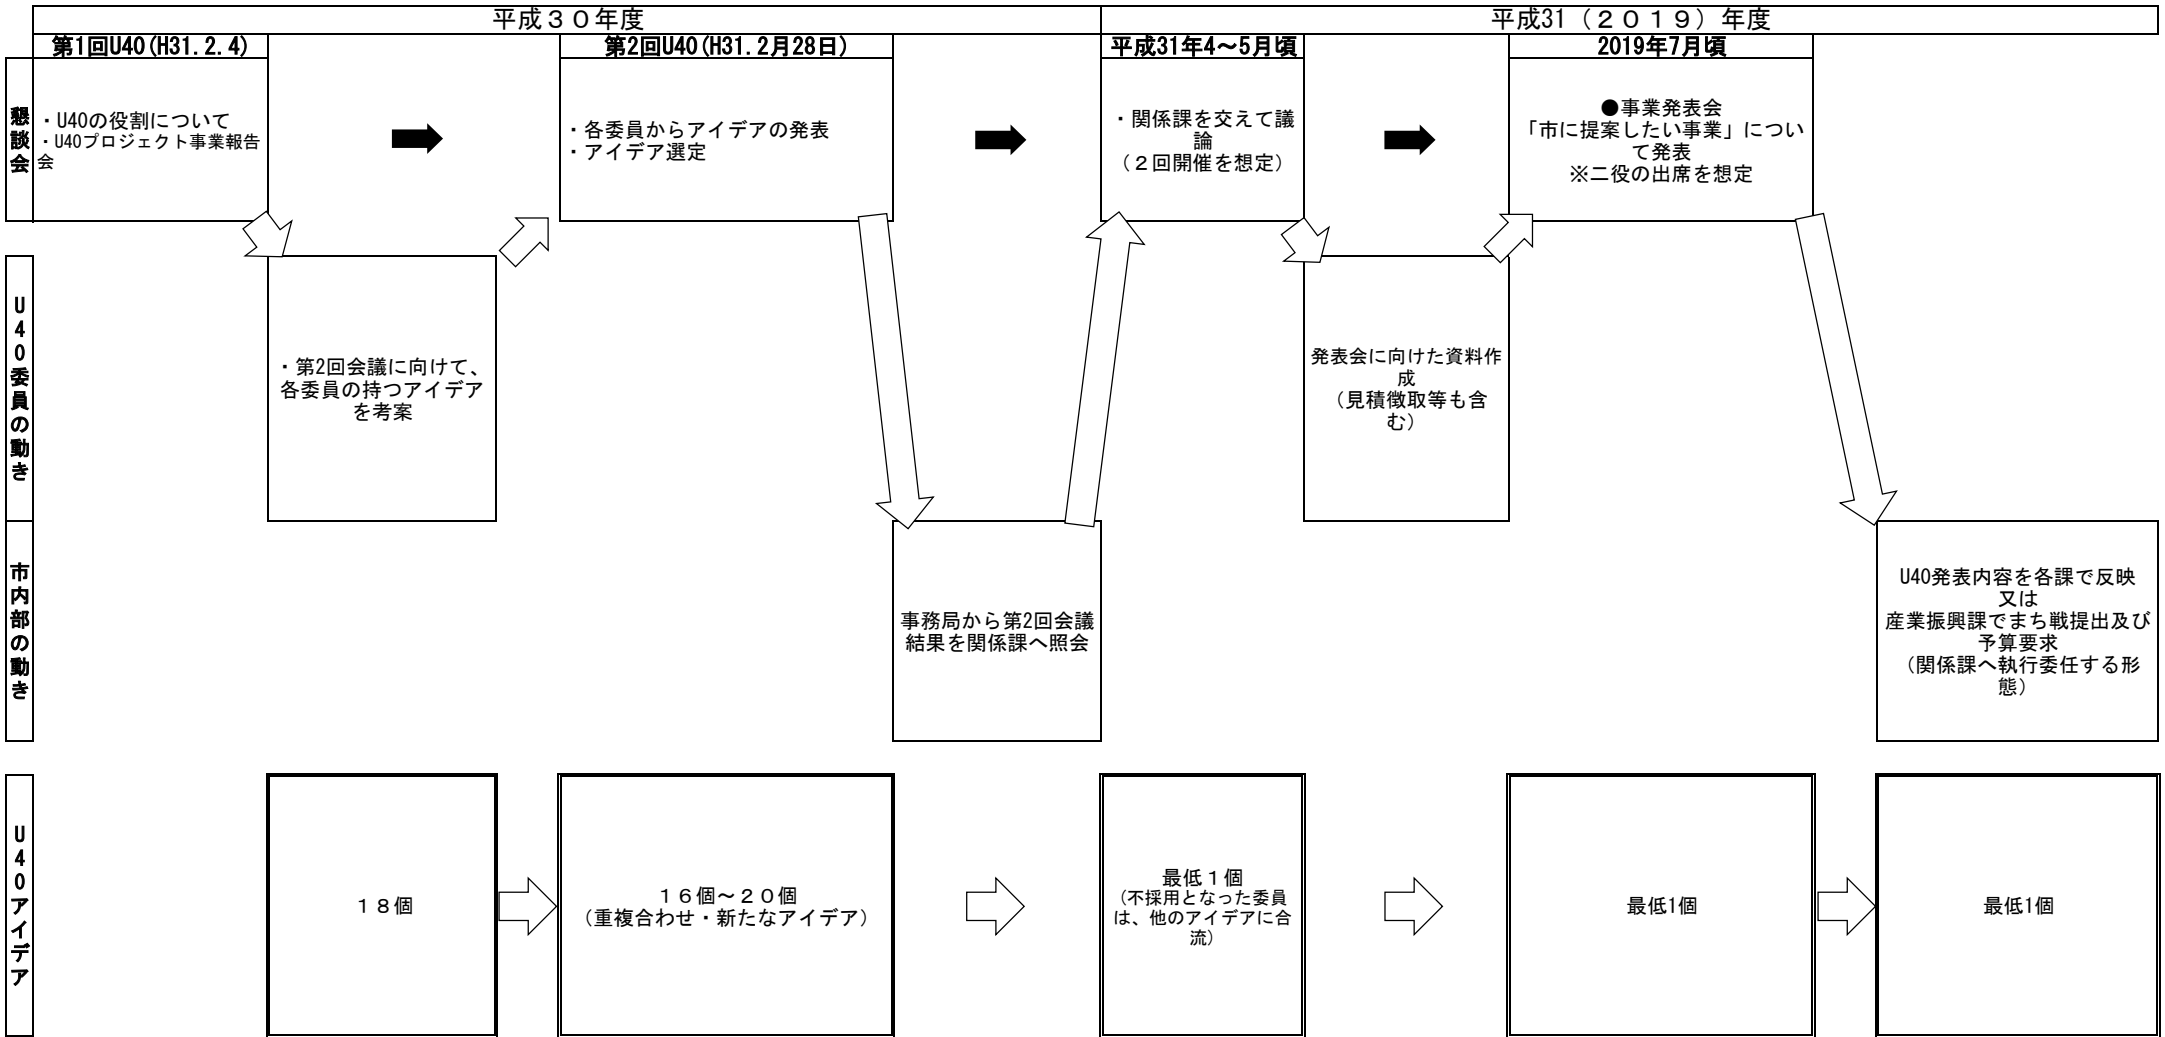 平成３０年度
平成31（２０１９）年度
第1回U40(H31.2.4)
第2回U40(H31.2月28日)
平成31年4～5月頃
2019年7月頃
懇談会
・U40の役割について
・U40プロジェクト事業報告
会
・各委員からアイデアの発表
・アイデア選定
・関係課を交えて議
論
（２回開催を想定）
●事業発表会
「市に提案したい事業」につい
て発表
※二役の出席を想定
U40委員の動き
・第2回会議に向けて、
各委員の持つアイデア
を考案
発表会に向けた資料作
成
（見積徴取等も含
む）
市内部の動き
事務局から第2回会議
結果を関係課へ照会
U40発表内容を各課で反映
又は
産業振興課でまち戦提出及び
予算要求
（関係課へ執行委任する形
態）
U40アイデア
１８個
１６個～２０個
（重複合わせ・新たなアイデア）
最低１個
（不採用となった委員
は、他のアイデアに合
流）
最低1個
最低1個